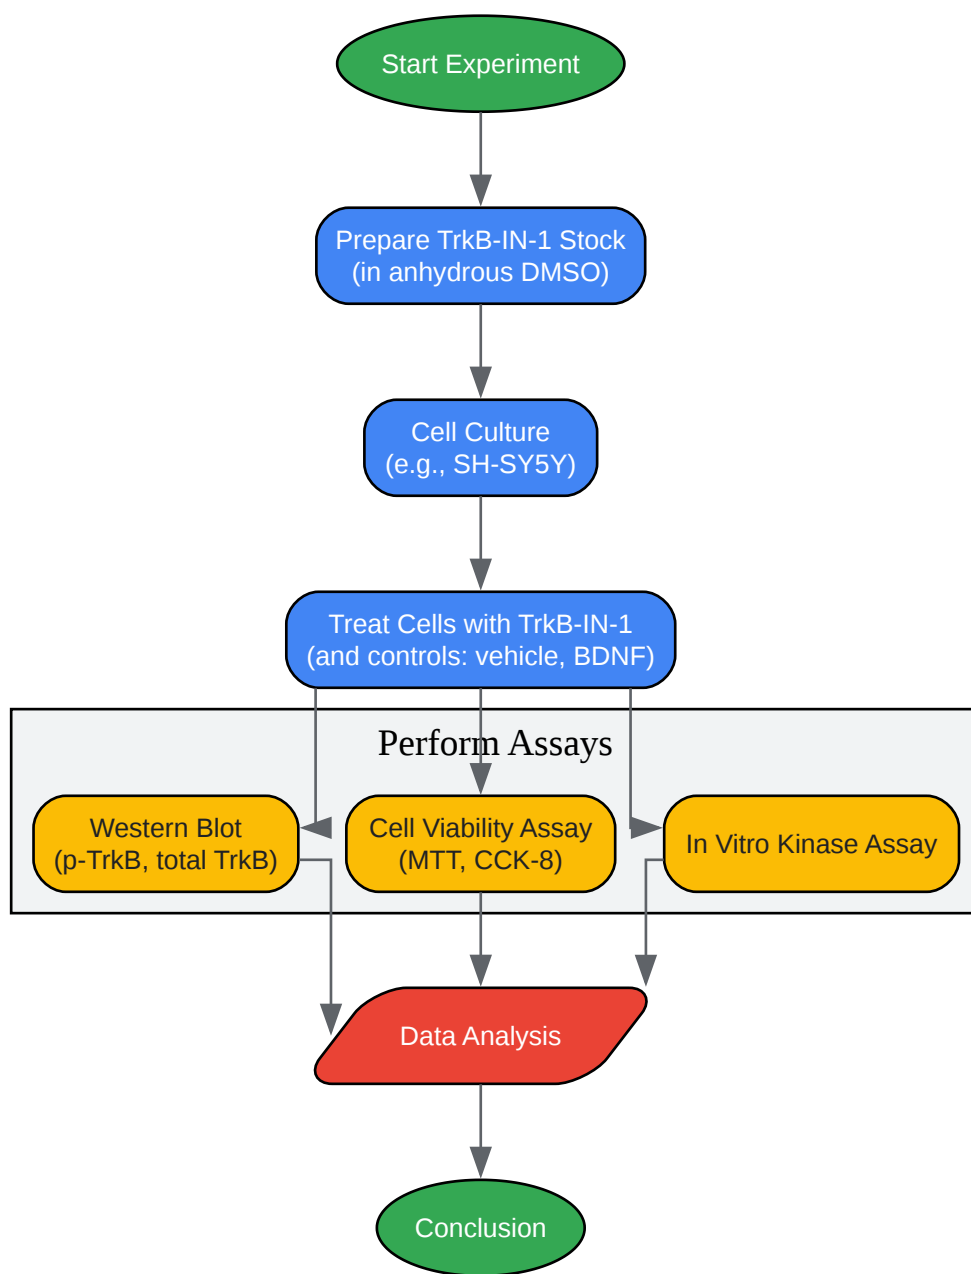 Start Experiment
Prepare TrkB-IN-1 Stock
(in anhydrous DMSO)
Cell Culture
(e.g., SH-SY5Y)
Treat Cells with TrkB-IN-1
(and controls: vehicle, BDNF)
Perform Assays
Western Blot
(p-TrkB, total TrkB)
Cell Viability Assay
(MTT, CCK-8)
In Vitro Kinase Assay
Data Analysis
Conclusion